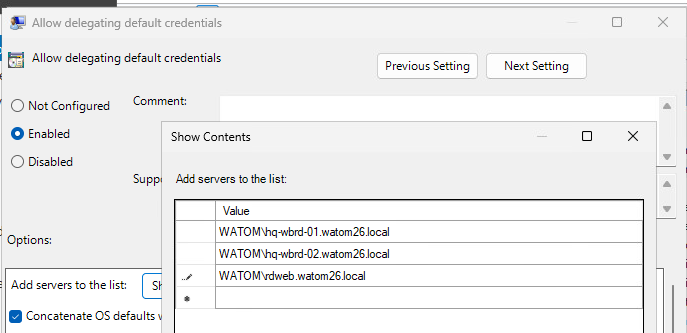 Allow delegating default credentials
Allow delegating default credentials
Previous Setting
Next Setting
Not Configured
Comment:
Enabled
Disabled
Show Contents
Add servers to the list:
Value
WATOM\hq-wbrd-01.watom26.local
WATOM\hq-wbrd-02.watom26.local
WATOM\rdweb.watom26.local
Options:
Add servers to the list:
Concatenate OS defaults